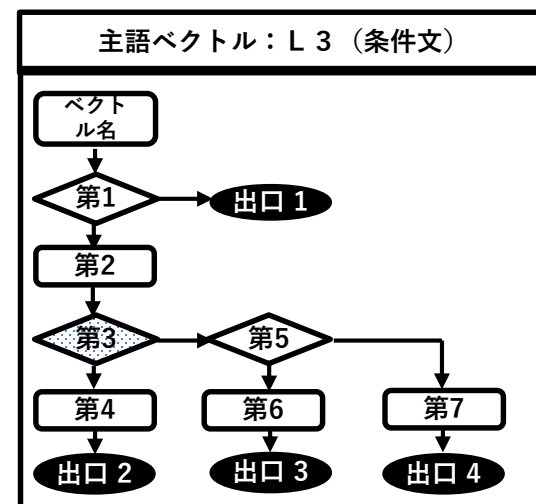 主語ベクトル：Ｌ３（条件文）
ベクト
ル名
第1
出口 1
第2
第3
第5
第4
第6
第7
出口 2
出口 3
出口 4